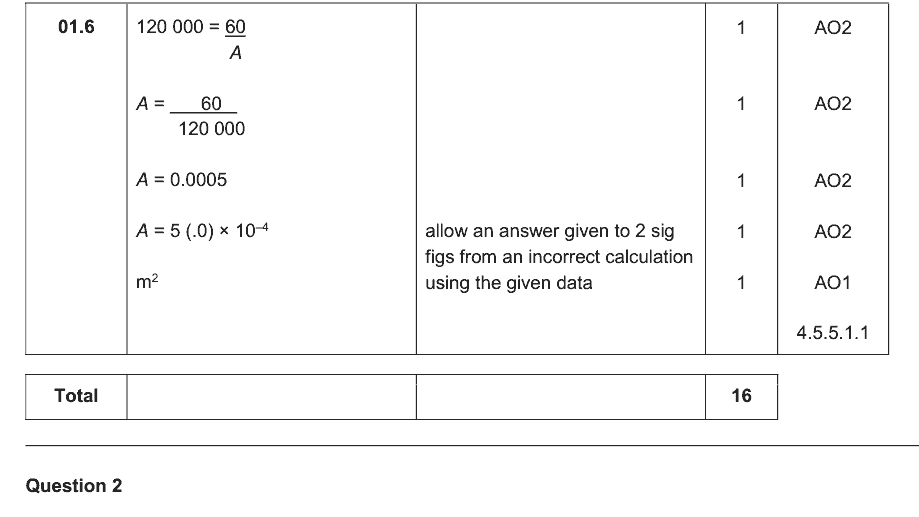 01.6 120 000 = 60 1 AO2
A
A = 60 1 AO2
120 000
A = 0.0005 1 AO2
A = 5 (.0) × 10⁻⁴ allow an answer given to 2 sig 1 AO2
figs from an incorrect calculation
m² using the given data 1 AO1
4.5.5.1.1
Total 16
Question 2